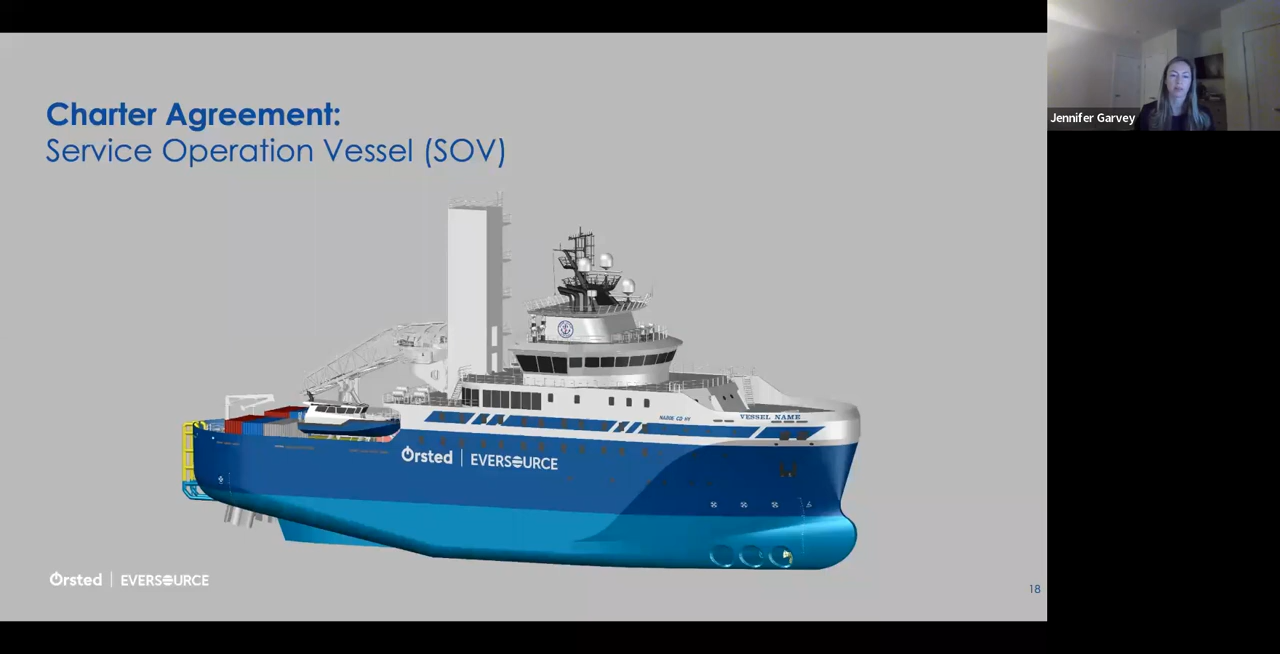 Charter Agreement:
Service Operation Vessel (SOV)
Jennifer Garvey
VESSEL NAME
Ørsted | EVERSOURCE
Ørsted | EVERSOURCE
18